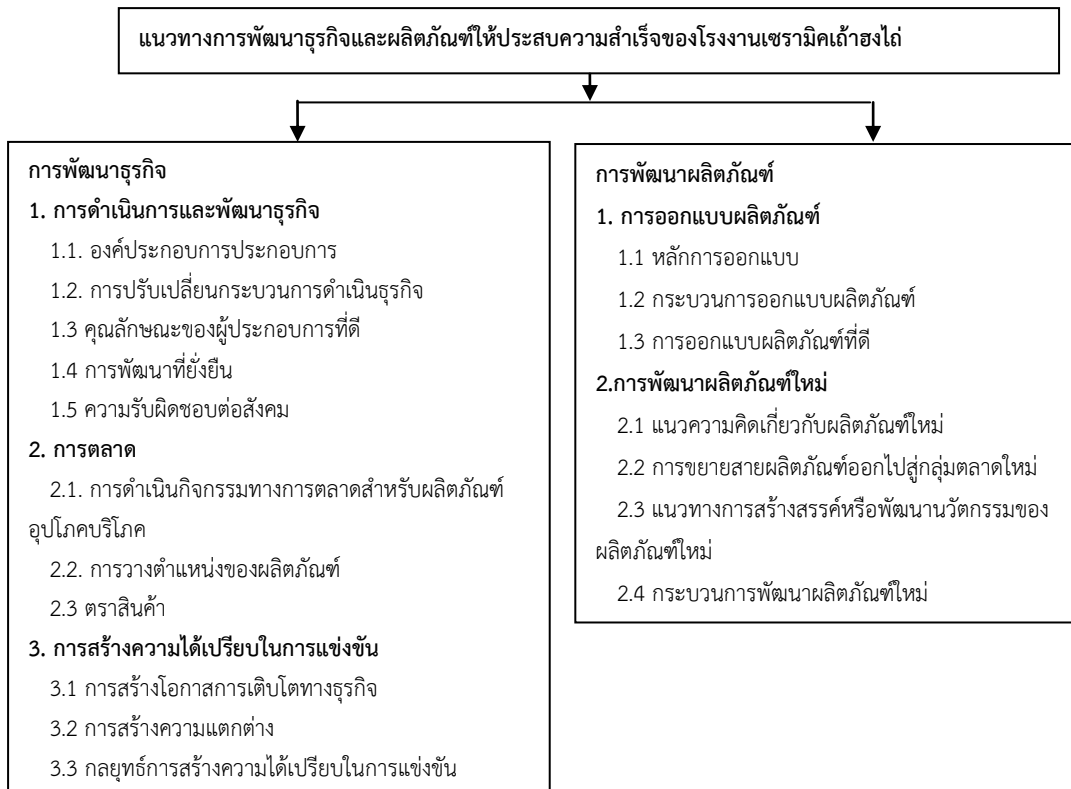 แนวทางการพัฒนาธุรกิจและผลิตภัณฑ์ให้ประสบความสำเร็จของโรงงานเซรามิคเถ้าฮงไถ่
การพัฒนาธุรกิจ
1. การดำเนินการและพัฒนาธุรกิจ
1.1. องค์ประกอบการประกอบการ
1.2. การปรับเปลี่ยนกระบวนการดำเนินธุรกิจ
1.3 คุณลักษณะของผู้ประกอบการที่ดี
1.4 การพัฒนาที่ยั่งยืน
1.5 ความรับผิดชอบต่อสังคม
2. การตลาด
2.1. การดำเนินกิจกรรมทางการตลาดสำหรับผลิตภัณฑ์
อุปโภคบริโภค
2.2. การวางตำแหน่งของผลิตภัณฑ์
2.3 ตราสินค้า
3. การสร้างความได้เปรียบในการแข่งขัน
3.1 การสร้างโอกาสการเติบโตทางธุรกิจ
3.2 การสร้างความแตกต่าง
3.3 กลยุทธ์การสร้างความได้เปรียบในการแข่งขัน
การพัฒนาผลิตภัณฑ์
1. การออกแบบผลิตภัณฑ์
1.1 หลักการออกแบบ
1.2 กระบวนการออกแบบผลิตภัณฑ์
1.3 การออกแบบผลิตภัณฑ์ที่ดี
2.การพัฒนาผลิตภัณฑ์ใหม่
2.1 แนวความคิดเกี่ยวกับผลิตภัณฑ์ใหม่
2.2 การขยายสายผลิตภัณฑ์ออกไปสู่กลุ่มตลาดใหม่
2.3 แนวทางการสร้างสรรค์หรือพัฒนานวัตกรรมของ
ผลิตภัณฑ์ใหม่
2.4 กระบวนการพัฒนาผลิตภัณฑ์ใหม่